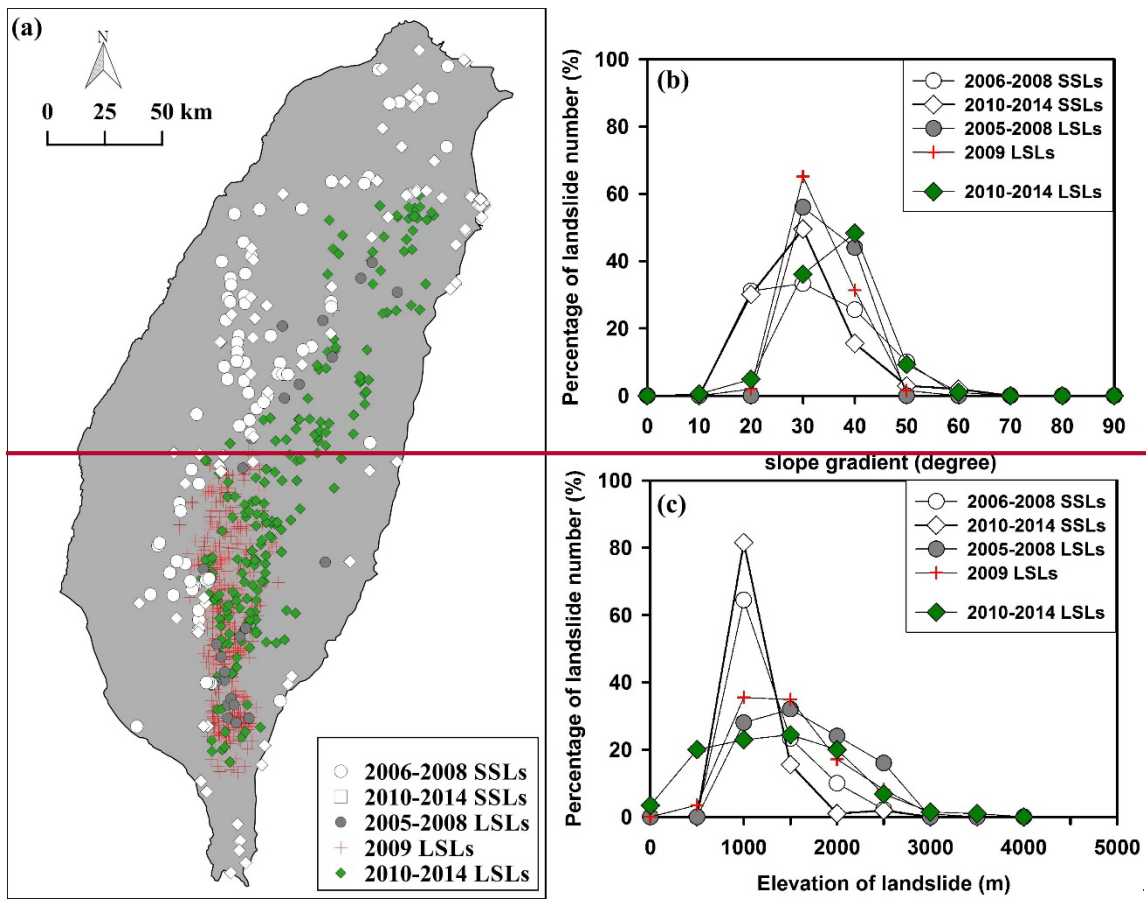 (a)
N
0 25 50 km
2006-2008 SSLs
2010-2014 SSLs
2005-2008 LSLs
2009 LSLs
2010-2014 LSLs
(b)
Percentage of landslide number (%)
100
80
60
40
20
0
0 10 20 30 40 50 60 70 80 90
slope gradient (degree)
2006-2008 SSLs
2010-2014 SSLs
2005-2008 LSLs
2009 LSLs
2010-2014 LSLs
(c)
Percentage of landslide number (%)
100
80
60
40
20
0
0 1000 2000 3000 4000 5000
Elevation of landslide (m)
2006-2008 SSLs
2010-2014 SSLs
2005-2008 LSLs
2009 LSLs
2010-2014 LSLs